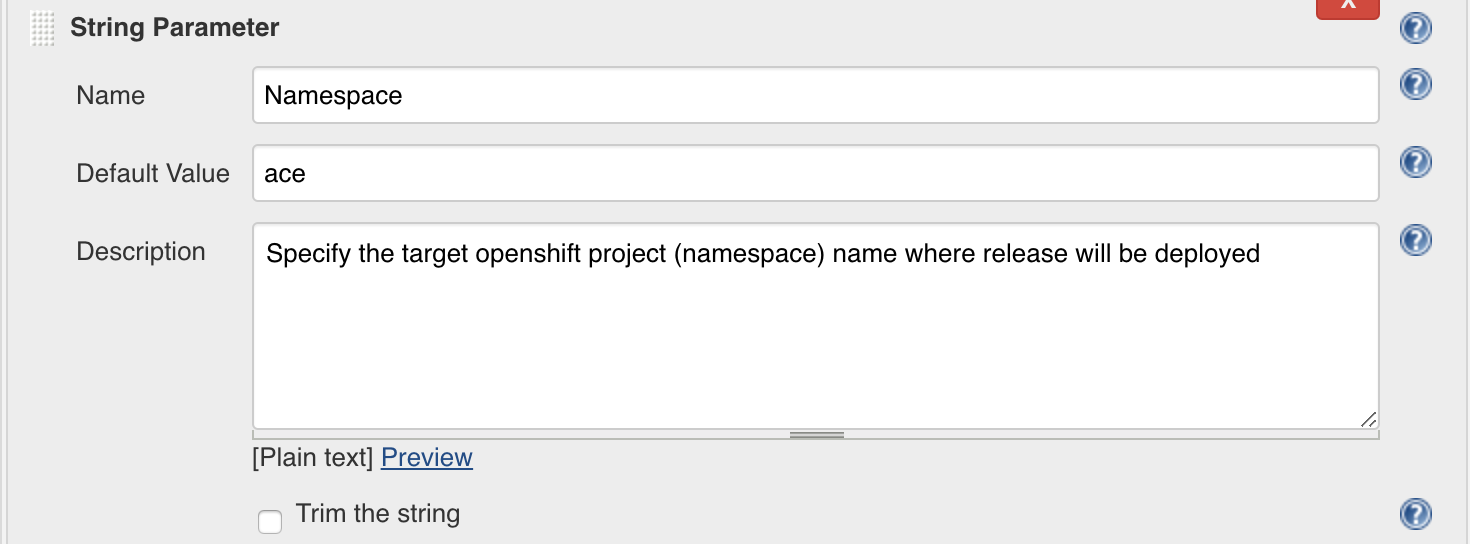 String Parameter
X
Name
Namespace
Default Value
ace
Description
Specify the target openshift project (namespace) name where release will be deployed
[Plain text] Preview
Trim the string